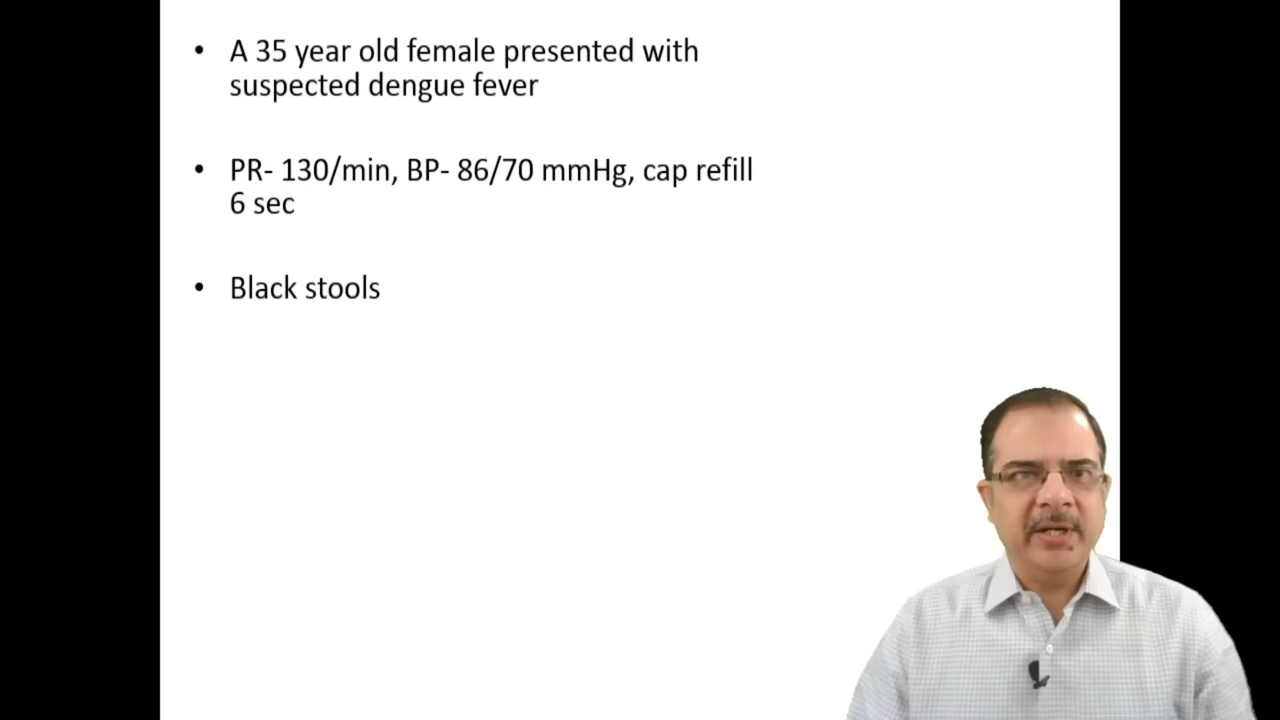 • A 35 year old female presented with
suspected dengue fever
• PR- 130/min, BP- 86/70 mmHg, cap refill
6 sec
• Black stools